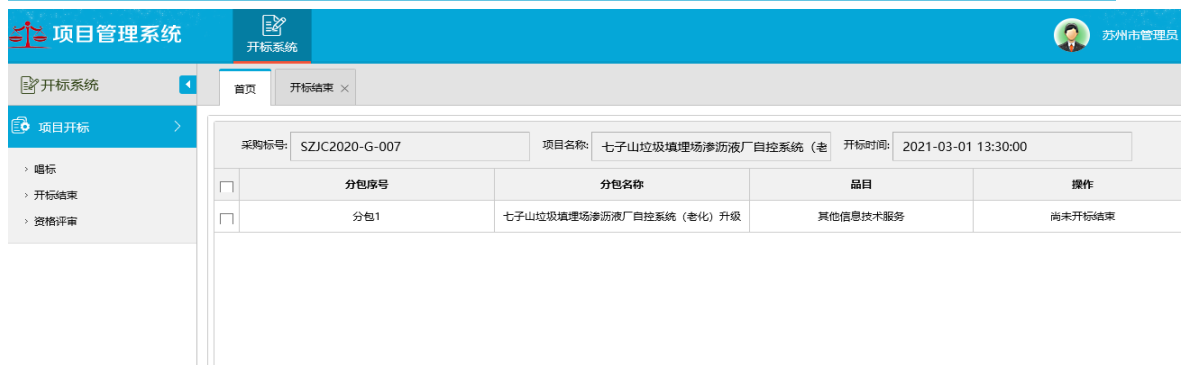 项目管理系统
开标系统
苏州市管理员
开标系统
首页
开标结束
项目开标
采购标号:
SZJC2020-G-007
项目名称:
七子山垃圾填埋场渗沥液厂自控系统（老
开标时间:
2021-03-01 13:30:00
唱标
开标结束
资格评审
分包序号
分包名称
品目
操作
分包1
七子山垃圾填埋场渗沥液厂自控系统（老化）升级
其他信息技术服务
尚未开标结束